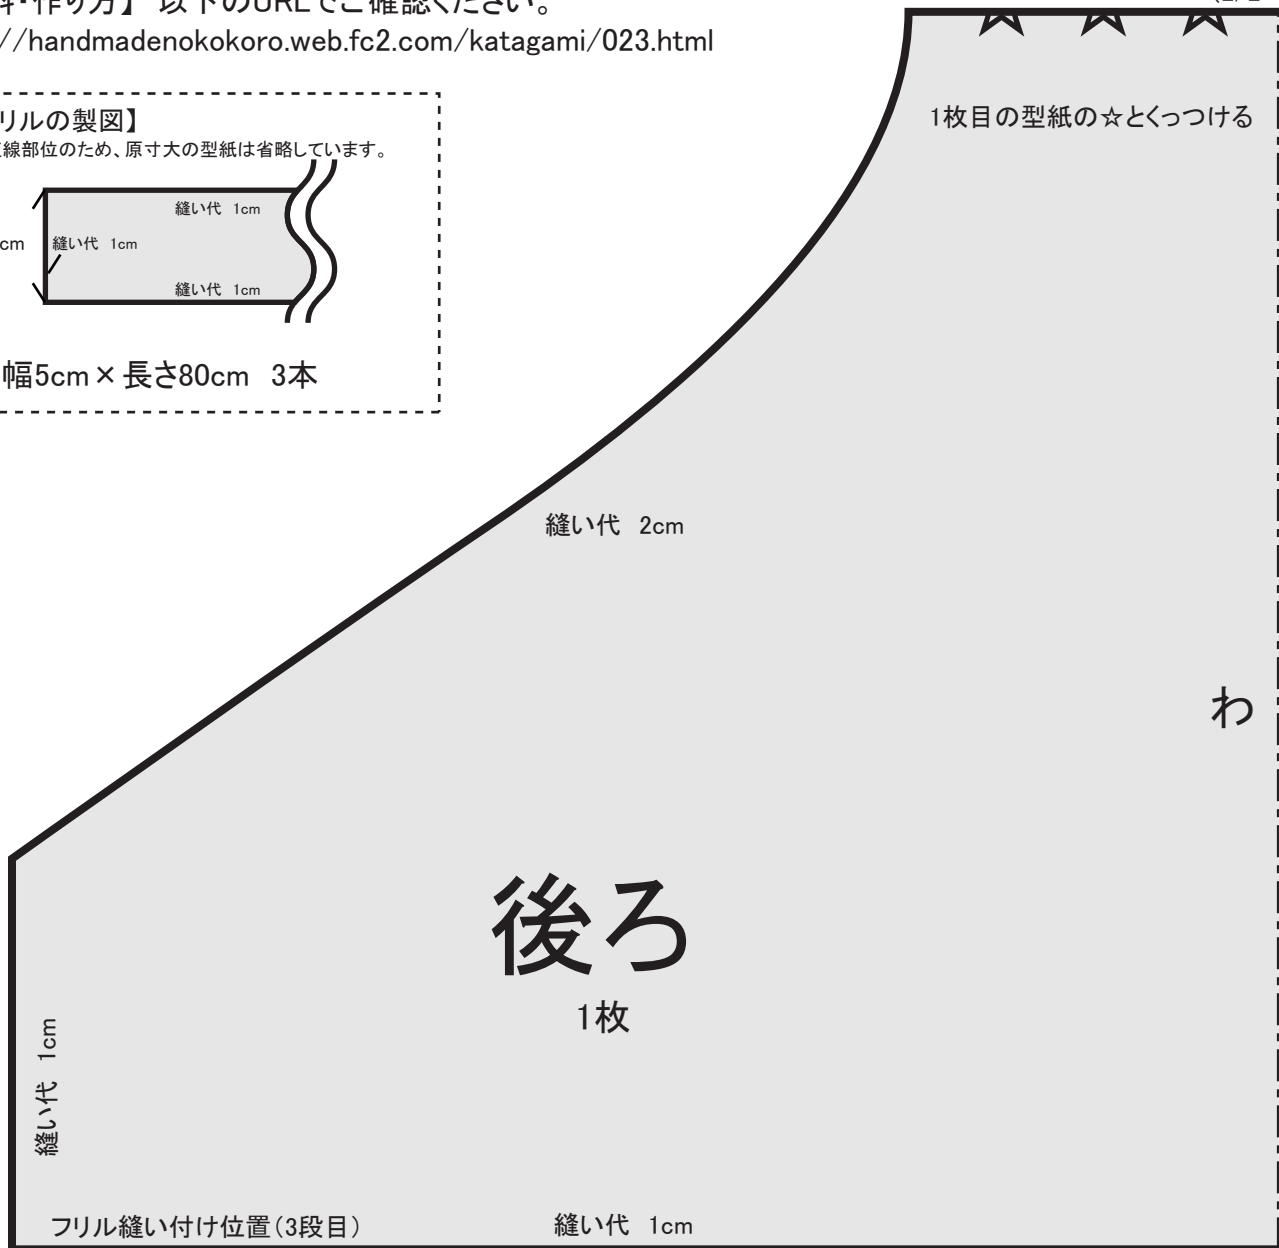 作り方】 以下のURLでご確認ください。
//handmadenokokoro.web.fc2.com/katagami/023.html
リルの製図】
線部位のため、原寸大の型紙は省略しています。
縫い代 1cm
cm
縫い代 1cm
縫い代 1cm
幅5cm×長さ80cm 3本
1枚目の型紙の☆とくっつける
縫い代 2cm
わ
後ろ
1枚
縫い代 1cm
フリル縫い付け位置(3段目)
縫い代 1cm